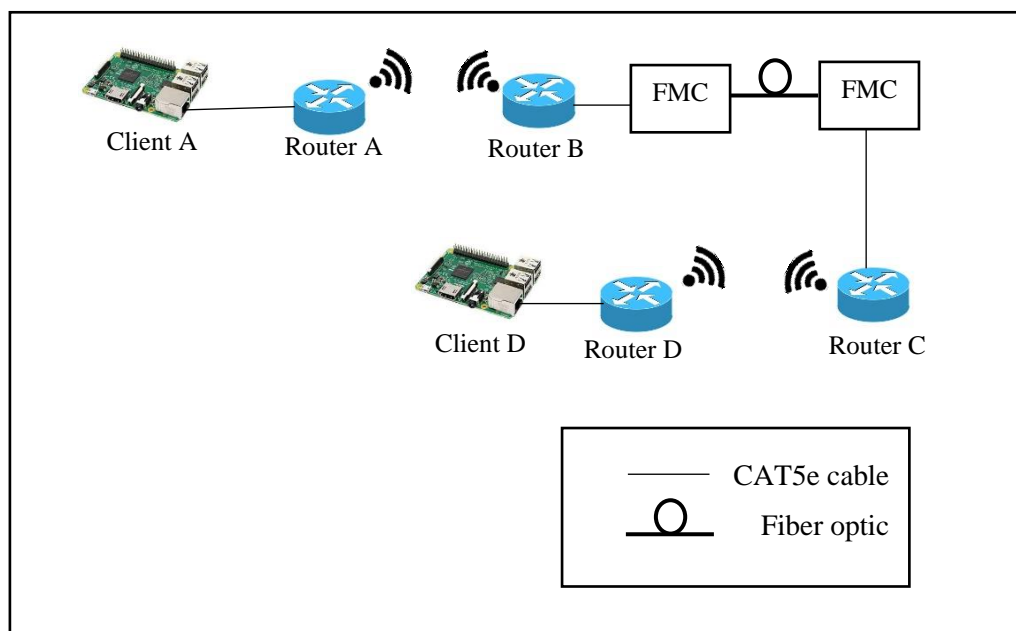 FMC
FMC
Client A
Router A
Router B
Client D
Router D
Router C
CAT5e cable
Fiber optic